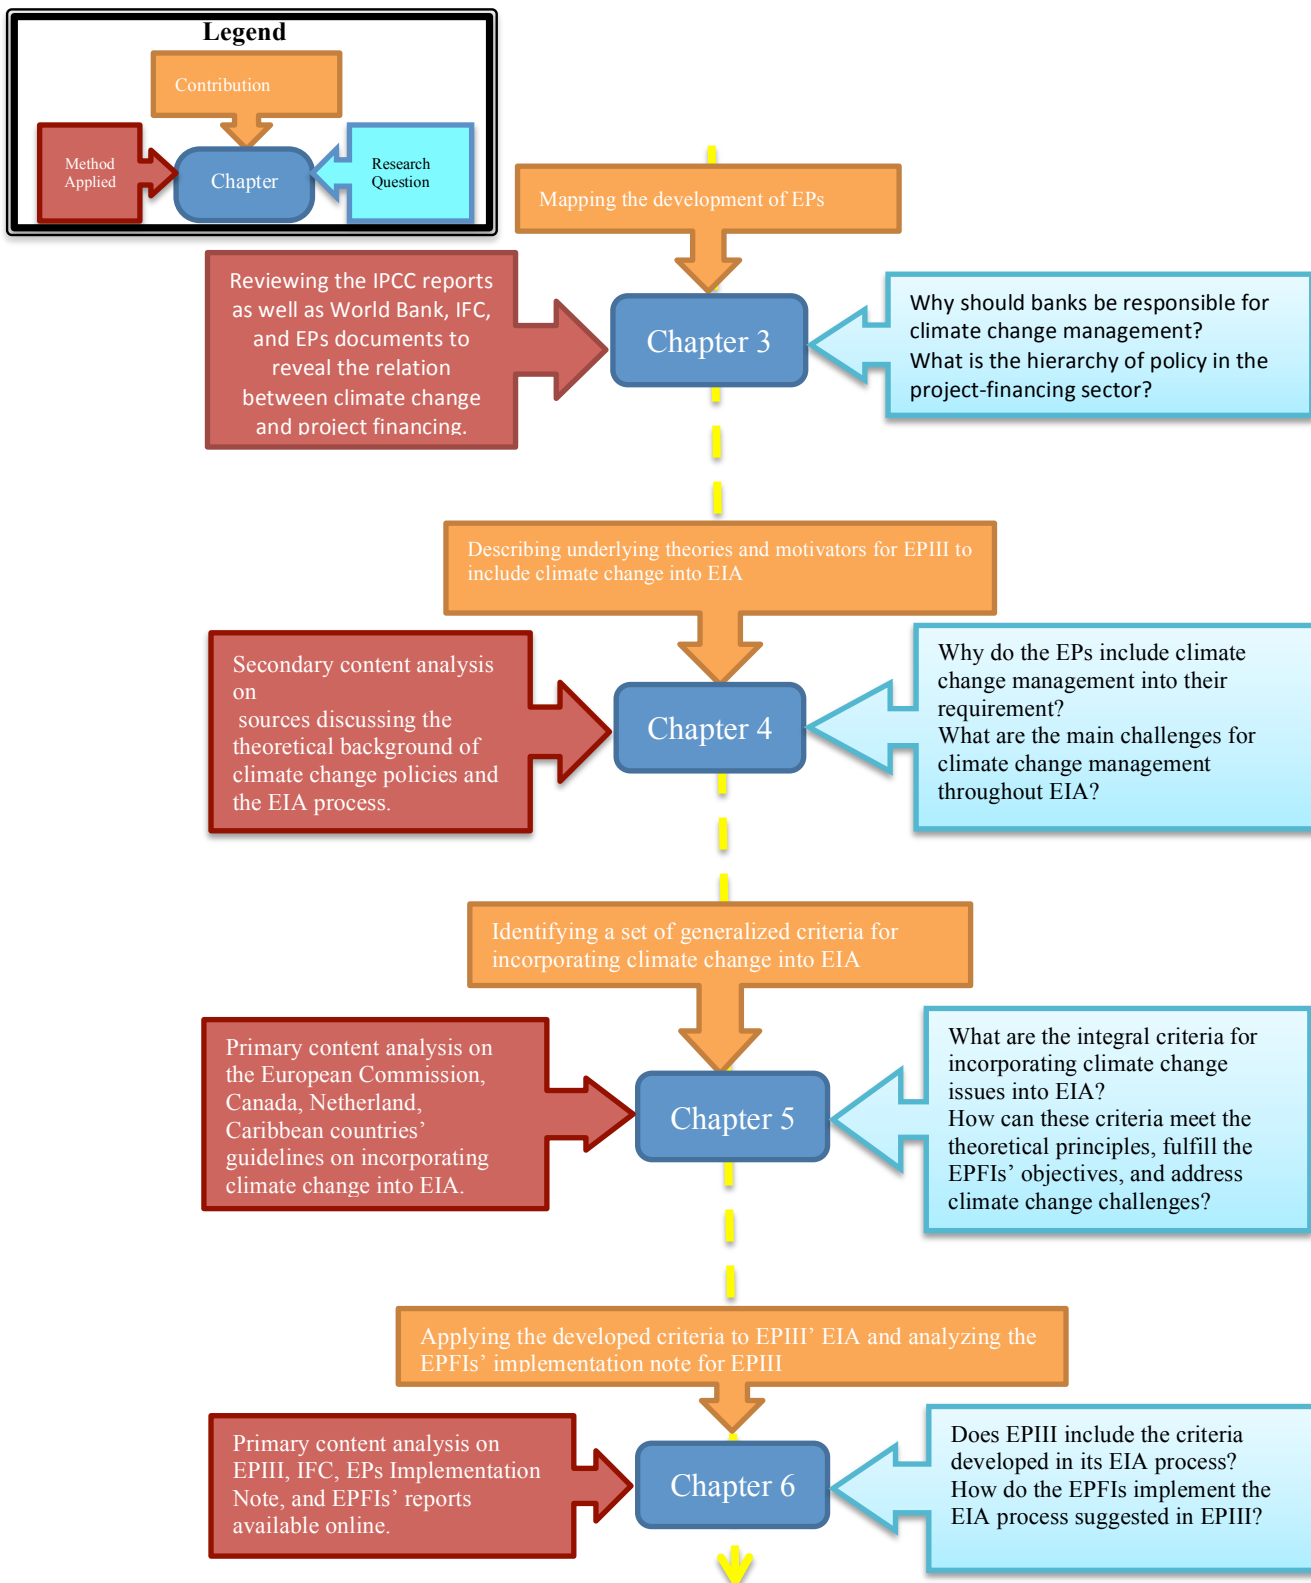 Legend
Contribution
Method
Applied
Chapter
Research
Question
Mapping the development of EPs
Reviewing the IPCC reports
as well as World Bank, IFC,
and EPs documents to
reveal the relation
between climate change
and project financing.
Chapter 3
Why should banks be responsible for
climate change management?
What is the hierarchy of policy in the
project-financing sector?
Describing underlying theories and motivators for EPIII to
include climate change into EIA
Secondary content analysis
on
sources discussing the
theoretical background of
climate change policies and
the EIA process.
Chapter 4
Why do the EPs include climate
change management into their
requirement?
What are the main challenges for
climate change management
throughout EIA?
Identifying a set of generalized criteria for
incorporating climate change into EIA
Primary content analysis on
the European Commission,
Canada, Netherland,
Caribbean countries'
guidelines on incorporating
climate change into EIA.
Chapter 5
What are the integral criteria for
incorporating climate change
issues into EIA?
How can these criteria meet the
theoretical principles, fulfill the
EPFIs' objectives, and address
climate change challenges?
Applying the developed criteria to EPIII' EIA and analyzing the
EPFIs' implementation note for EPIII
Primary content analysis on
EPIII, IFC, EPs Implementation
Note, and EPFIs' reports
available online.
Chapter 6
Does EPIII include the criteria
developed in its EIA process?
How do the EPFIs implement the
EIA process suggested in EPIII?